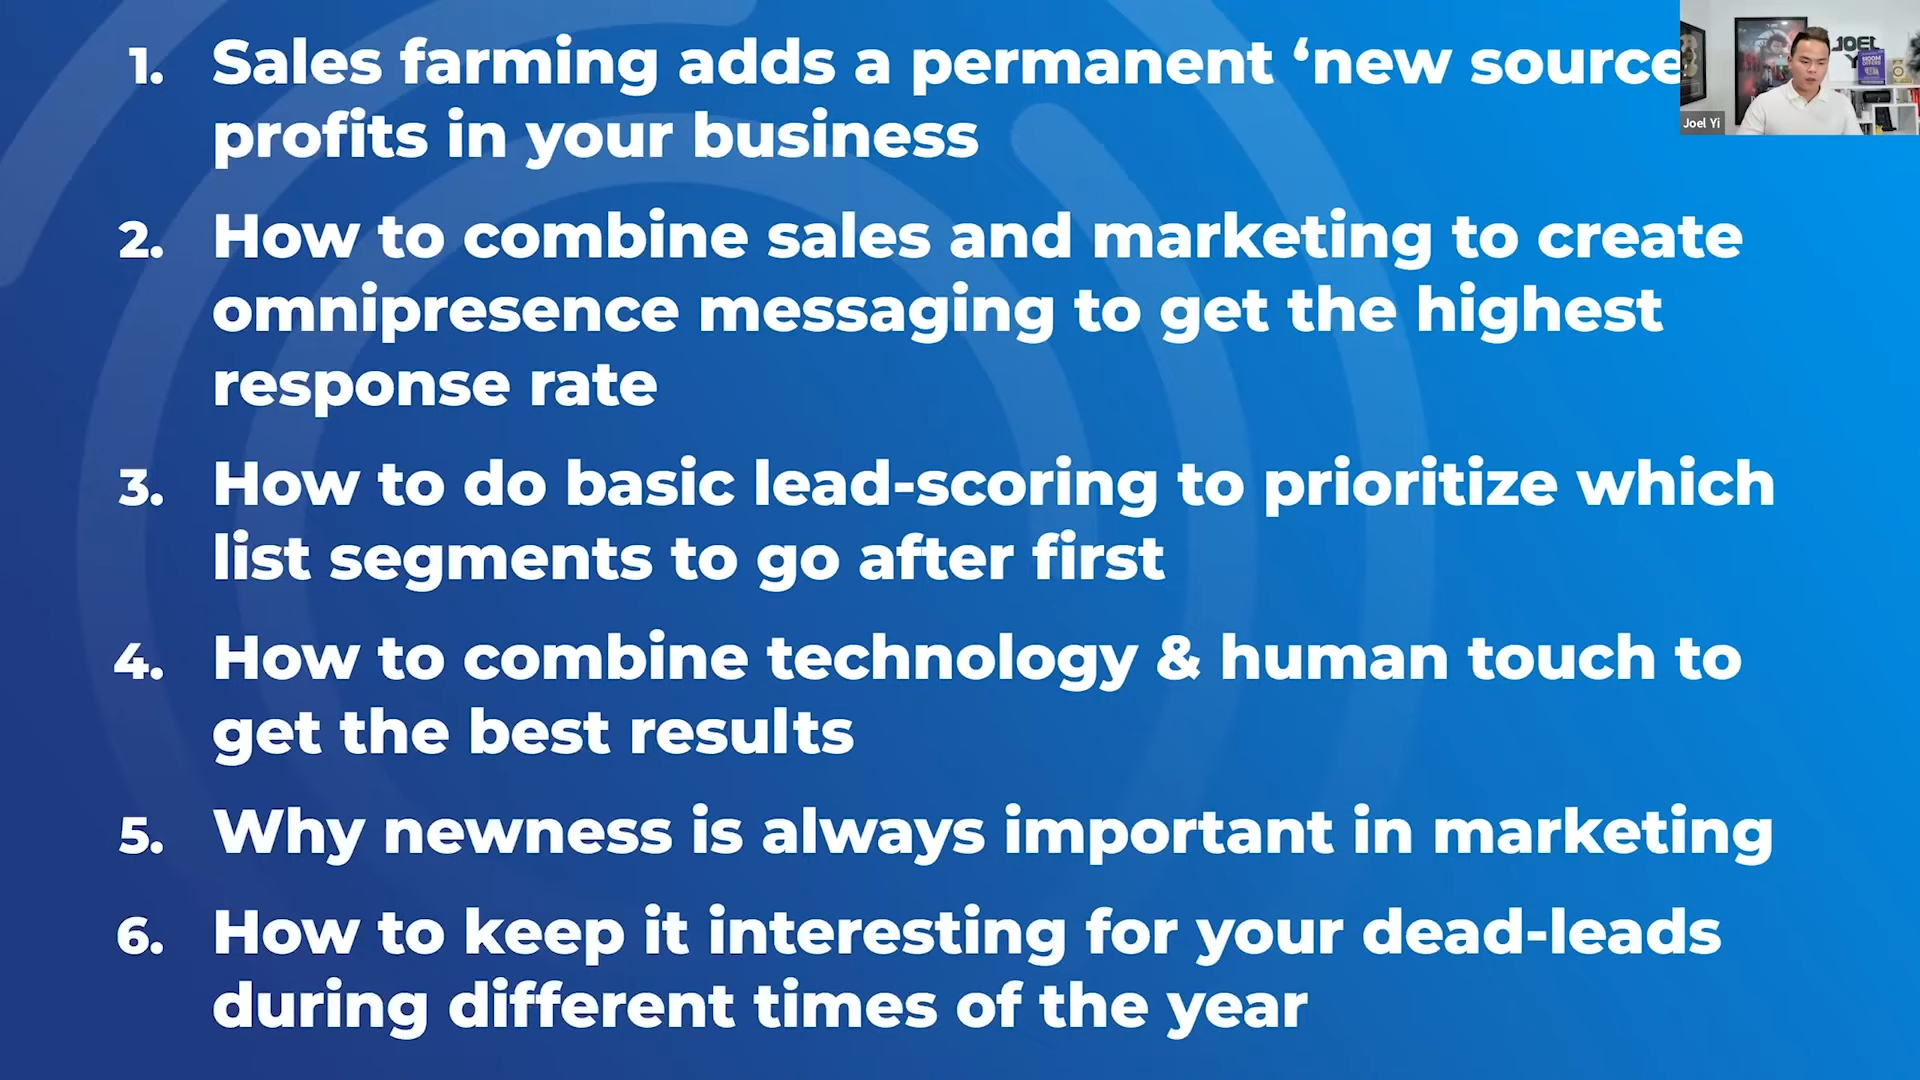 1. Sales farming adds a permanent ‘new source
profits in your business
2. How to combine sales and marketing to create
omnipresence messaging to get the highest
response rate
3. How to do basic lead-scoring to prioritize which
list segments to go after first
4. How to combine technology & human touch to
get the best results
5. Why newness is always important in marketing
6. How to keep it interesting for your dead-leads
during different times of the year
JOEL
Y
Joel Yi